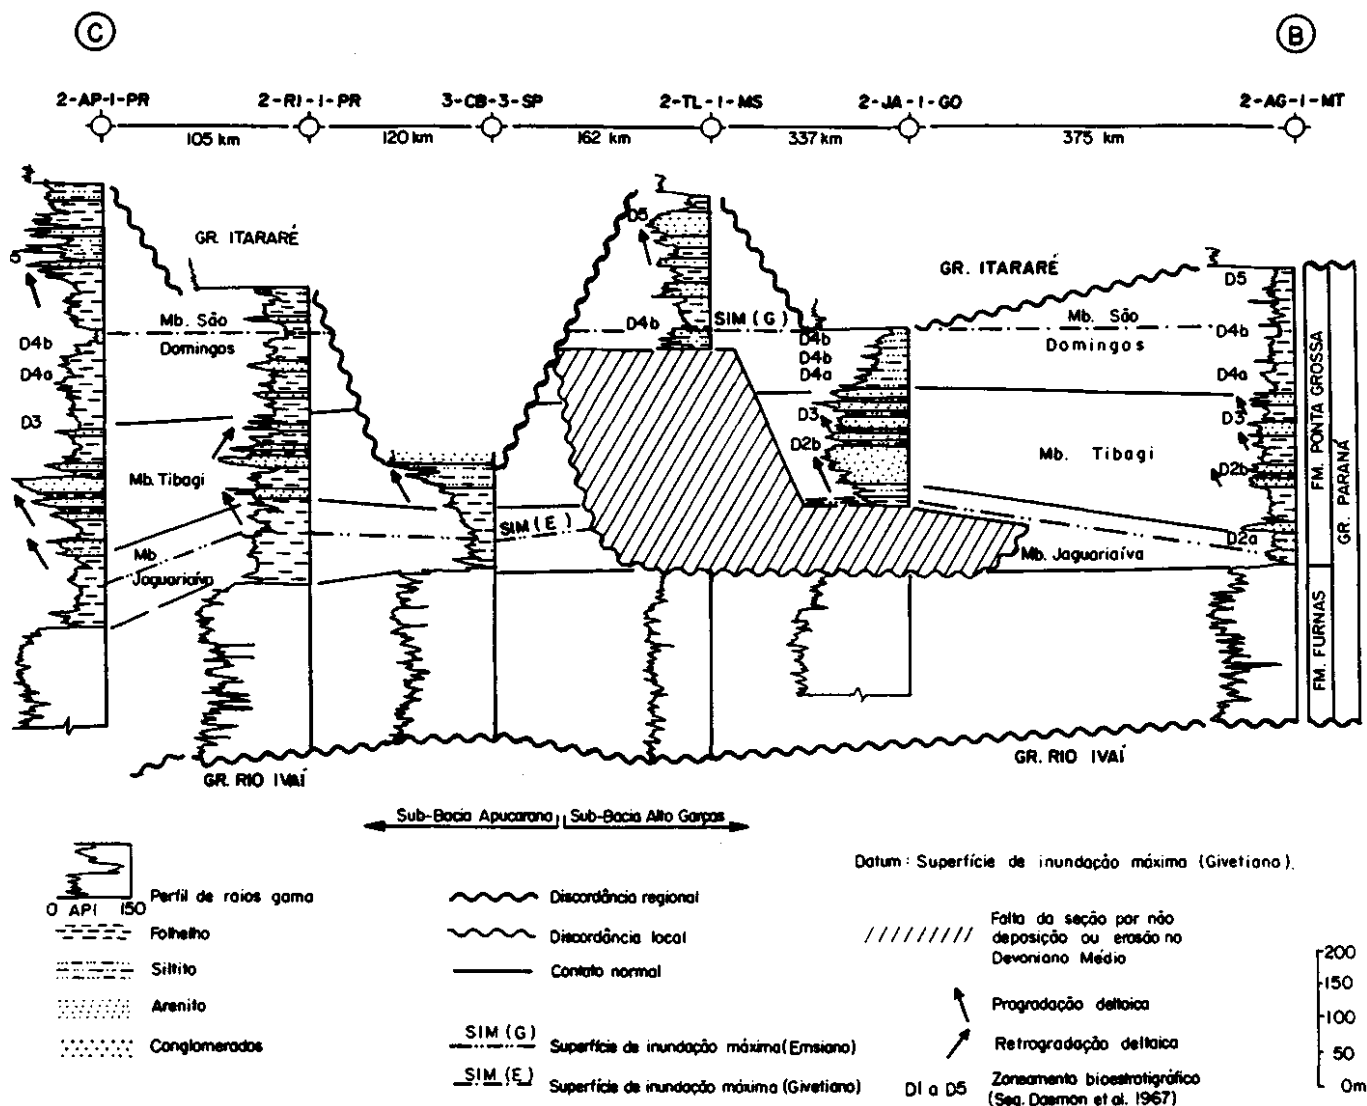 C
B
2-AP-1-PR 2-RI-1-PR 3-CB-3-SP 2-TL-1-MS 2-JA-1-GO 2-AG-1-MT
105 km 120 km 162 km 337 km 375 km
D5
D5
GR. ITARARÉ
GR. ITARARÉ
D5
Mb. São
Domingos
D4b
D4a
D3
D4b
SIM (G)
D4b
D4b
D4a
D3
D2b
Mb. São
Domingos
D4b
D4a
D3
D2b
D2a
Mb. Tibagi
Mb. Tibagi
Mb
Jaguariaíva
SIM (E)
Mb. Jaguariaíva
FM. PONTA GROSSA
FM. FURNAS
GR. PARANÁ
GR. RIO IVAÍ
GR. RIO IVAÍ
Sub-Bacia Apucarana Sub-Bacia Alto Garças
Datum: Superfície de inundação máxima (Givetiano).
0 API 150 Perfil de raios gama
Folhelho
Siltito
Arenito
Conglomerados
Discordância regional
Discordância local
Contato normal
SIM (G)
Superfície de inundação máxima (Emsiano)
SIM (E)
Superfície de inundação máxima (Givetiano)
Falta da seção por não
deposição ou erosão no
Devoniano Médio
Progradação deltaica
Retrogradação deltaica
D1 a D5 Zoneamento bioestratigráfico
(Seg. Daemon et al. 1967)
200
150
100
50
0m